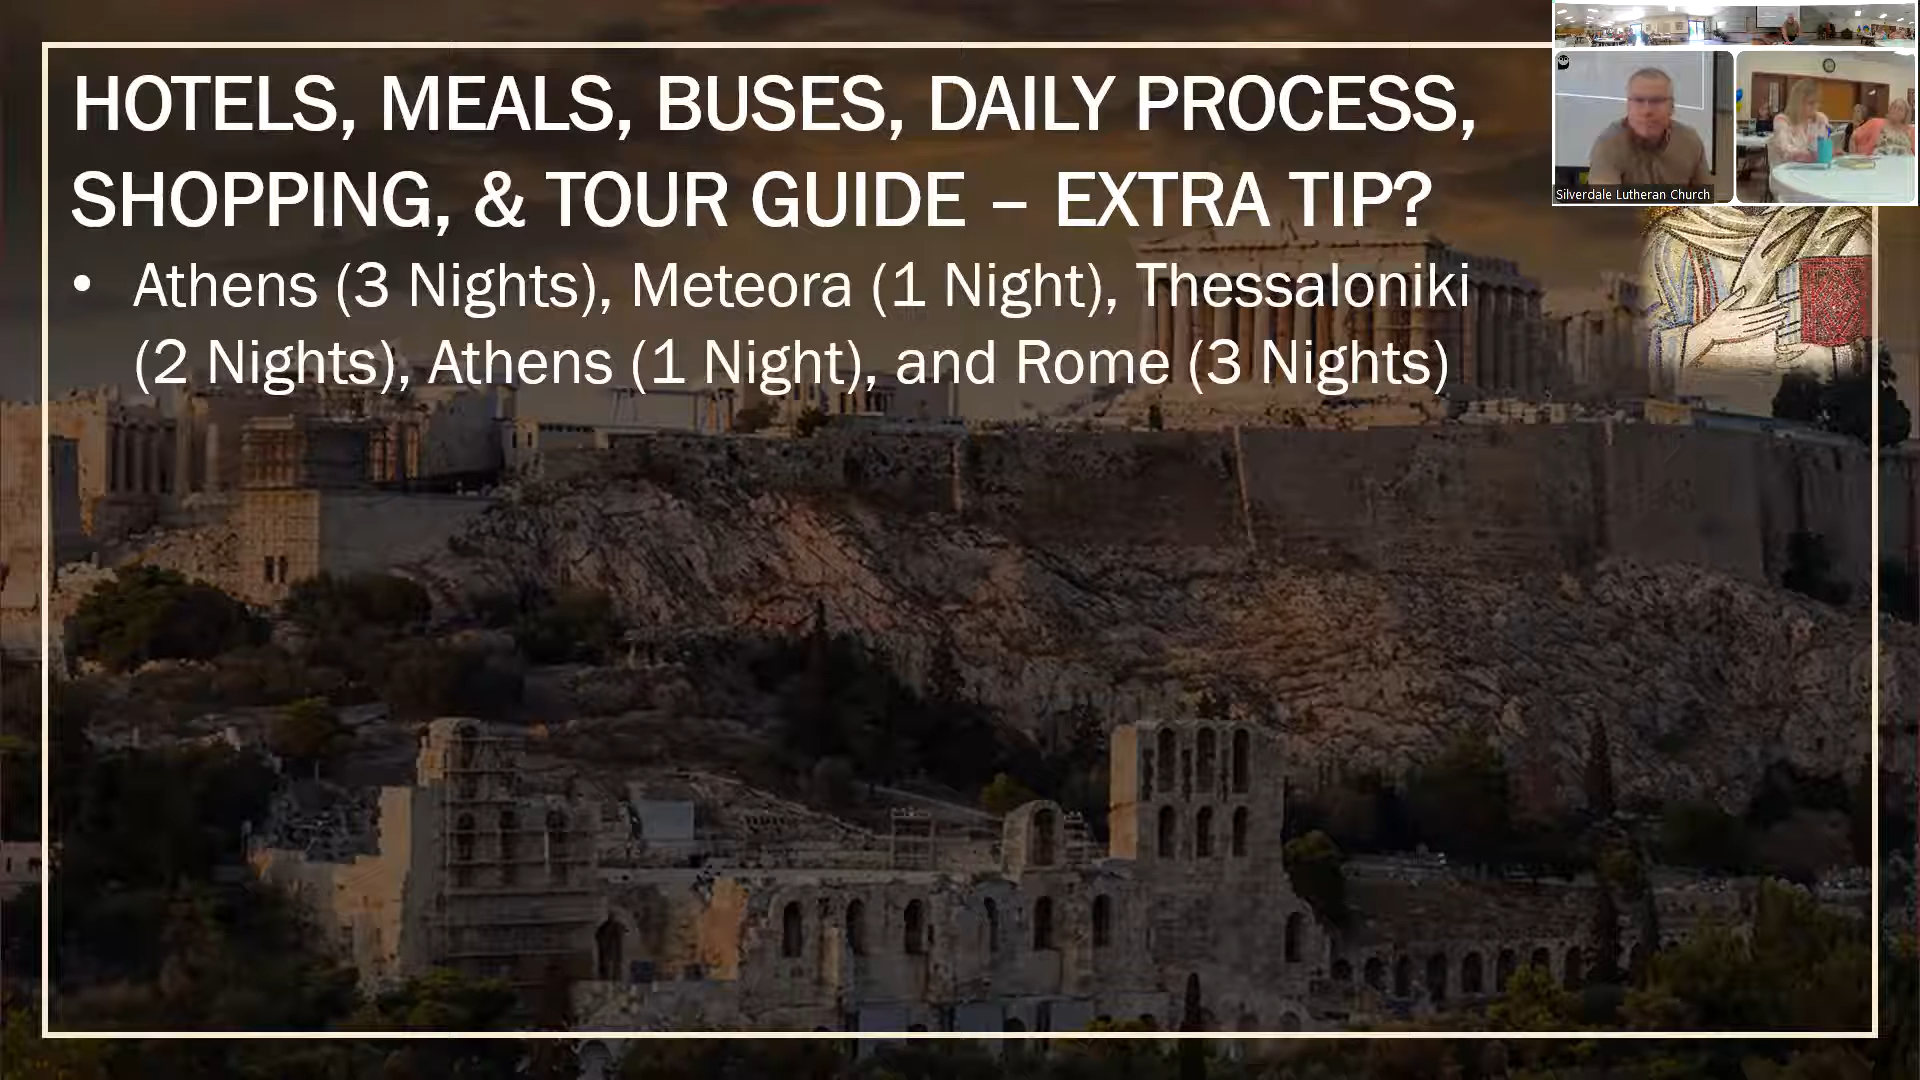 HOTELS, MEALS, BUSES, DAILY PROCESS,
SHOPPING, & TOUR GUIDE – EXTRA TIP?
• Athens (3 Nights), Meteora (1 Night), Thessaloniki
(2 Nights), Athens (1 Night), and Rome (3 Nights)
Silverdale Lutheran Church